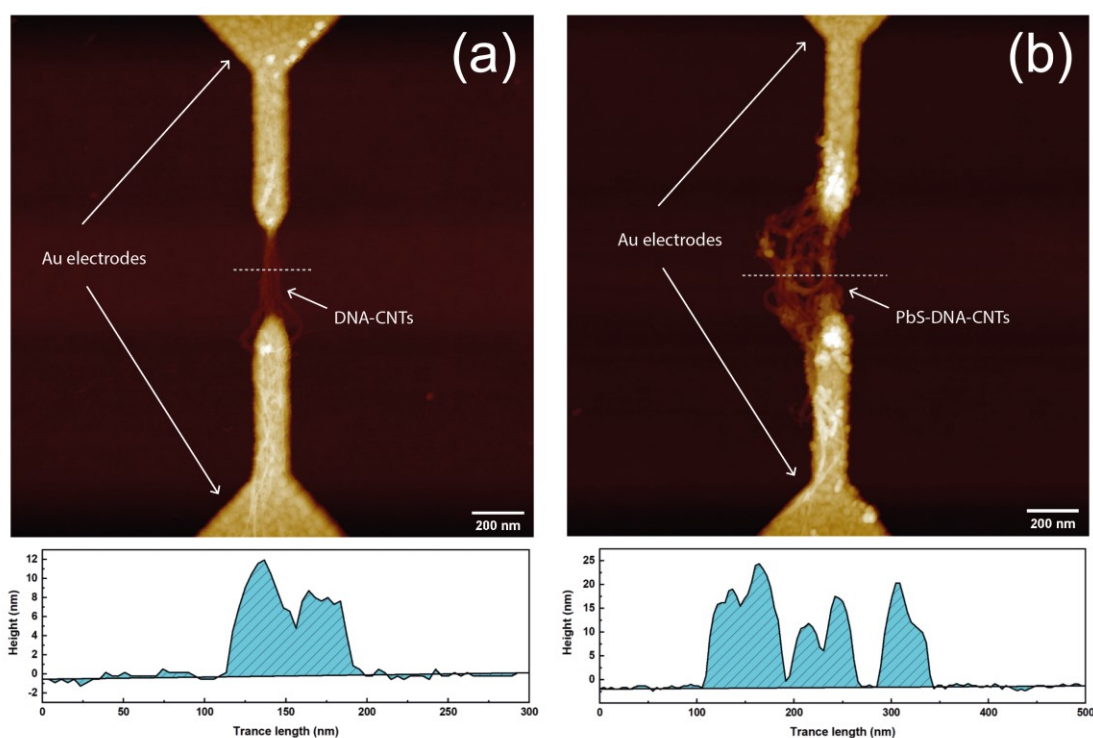 (a)
Au electrodes
DNA-CNTs
200 nm
(b)
Au electrodes
PbS-DNA-CNTs
200 nm
Height (nm)
12
10
8
6
4
2
0
-2
0 50 100 150 200 250 300
Trance length (nm)
Height (nm)
25
20
15
10
5
0
0 100 200 300 400 500
Trance length (nm)